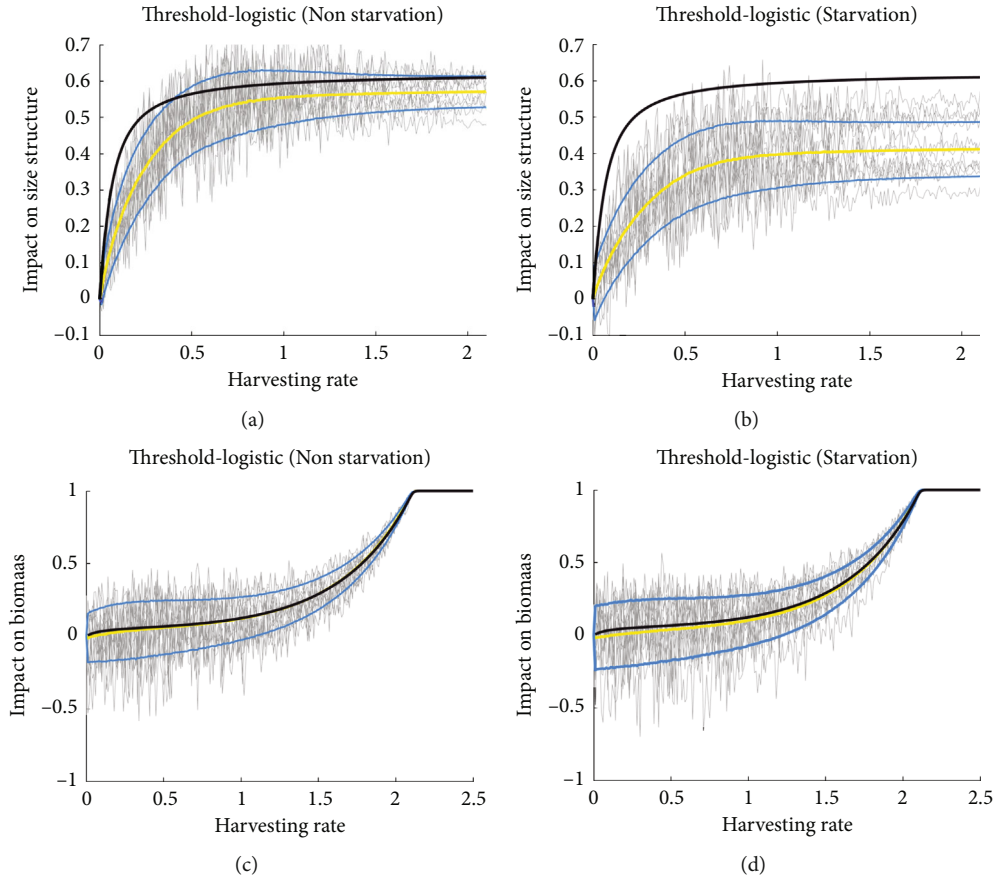 Threshold-logistic (Non starvation)
0.7
0.6
0.5
0.4
0.3
0.2
0.1
0
–0.1
Impact on size structure
0 0.5 1 1.5 2
Harvesting rate
(a)
Threshold-logistic (Starvation)
0.7
0.6
0.5
0.4
0.3
0.2
0.1
0
–0.1
Impact on size structure
0 0.5 1 1.5 2
Harvesting rate
(b)
Threshold-logistic (Non starvation)
1
0.5
0
–0.5
–1
Impact on biomaas
0 0.5 1 1.5 2 2.5
Harvesting rate
(c)
Threshold-logistic (Starvation)
1
0.5
0
–0.5
–1
Impact on biomaas
0 0.5 1 1.5 2 2.5
Harvesting rate
(d)